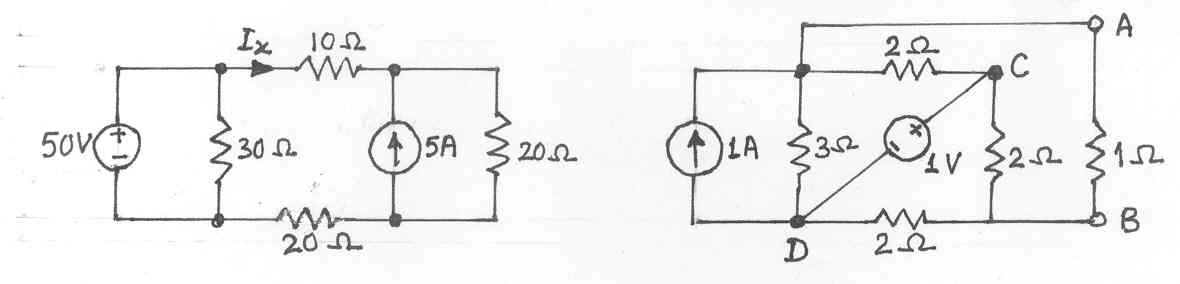 Ix 10Ω
50V + − 30Ω 5A 20Ω
20Ω
A
2Ω C
1A 3Ω + − 1V 2Ω 1Ω
D 2Ω B